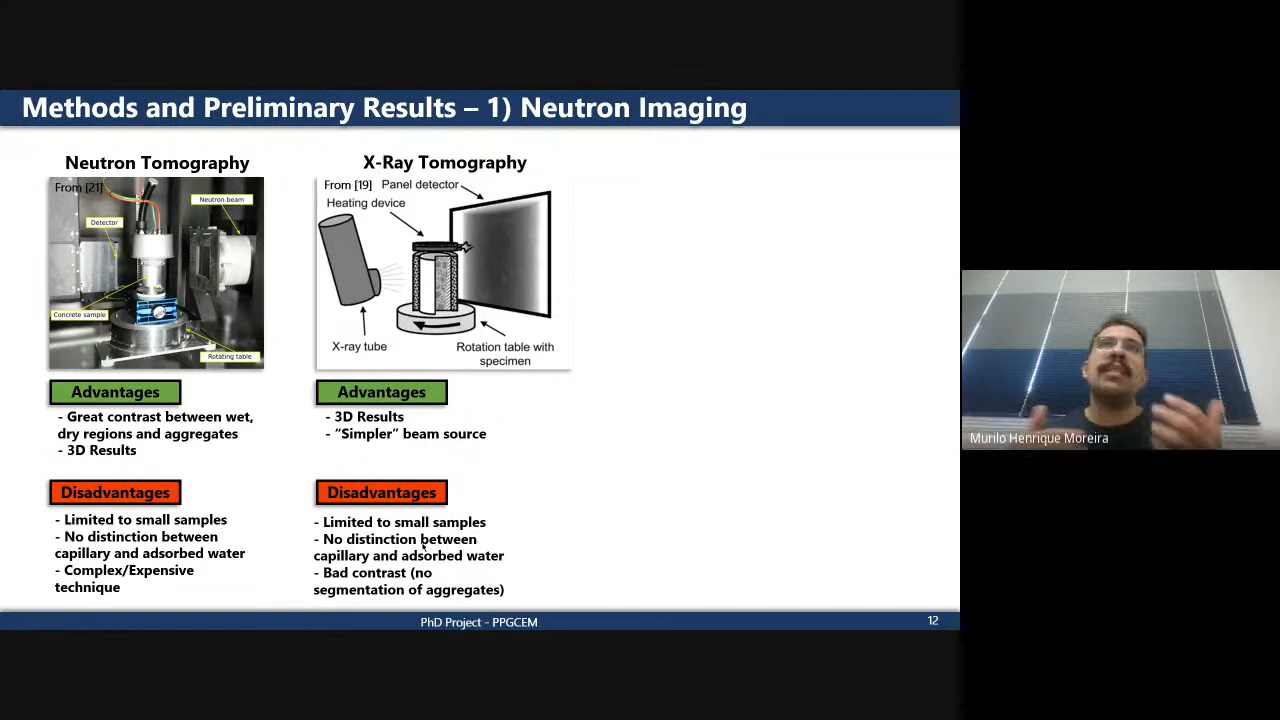 Methods and Preliminary Results – 1) Neutron Imaging
Neutron Tomography
From [21]
Neutron beam
Detector
Concrete sample
Rotating table
Advantages
- Great contrast between wet,
dry regions and aggregates
- 3D Results
Disadvantages
- Limited to small samples
- No distinction between
capillary and adsorbed water
- Complex/Expensive
technique
X-Ray Tomography
From [19]
Panel detector
Heating device
X-ray tube
Rotation table with
specimen
Advantages
- 3D Results
- “Simpler” beam source
Disadvantages
- Limited to small samples
- No distinction between
capillary and adsorbed water
- Bad contrast (no
segmentation of aggregates)
PhD Project - PPGCEM
12
Murilo Henrique Moreira